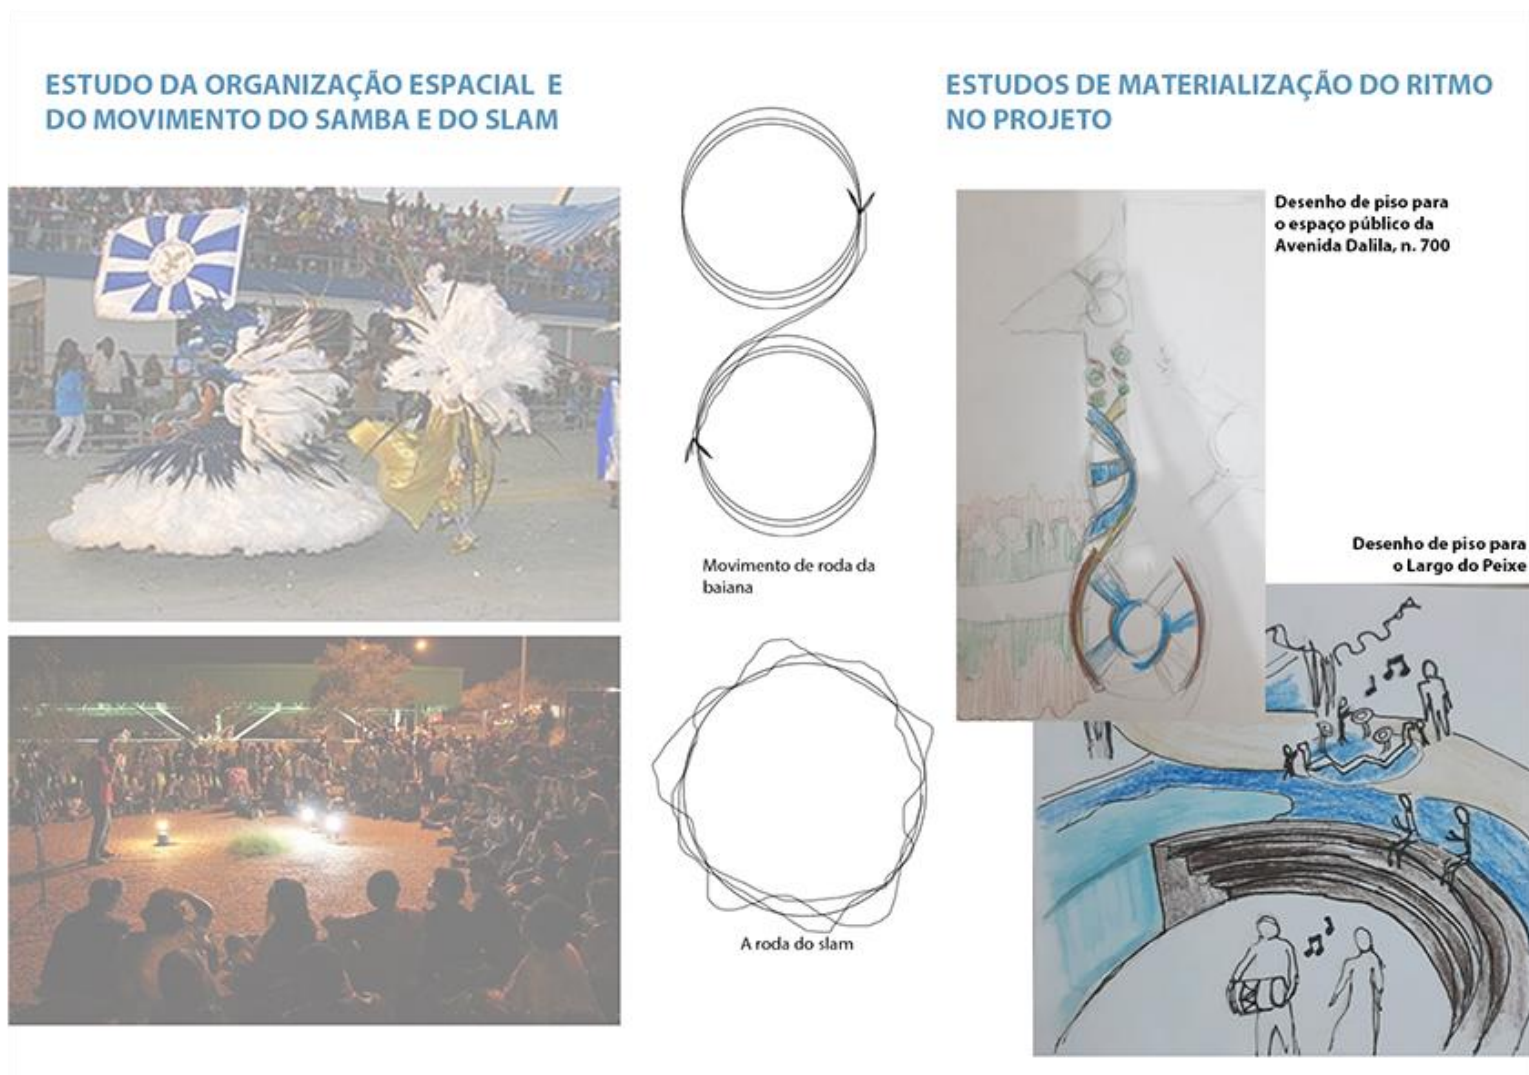 ESTUDO DA ORGANIZAÇÃO ESPACIAL E
DO MOVIMENTO DO SAMBA E DO SLAM
Movimento de roda da
baiana
A roda do slam
ESTUDOS DE MATERIALIZAÇÃO DO RITMO
NO PROJETO
Desenho de piso para
o espaço público da
Avenida Dalila, n. 700
Desenho de piso para
o Largo do Peixe